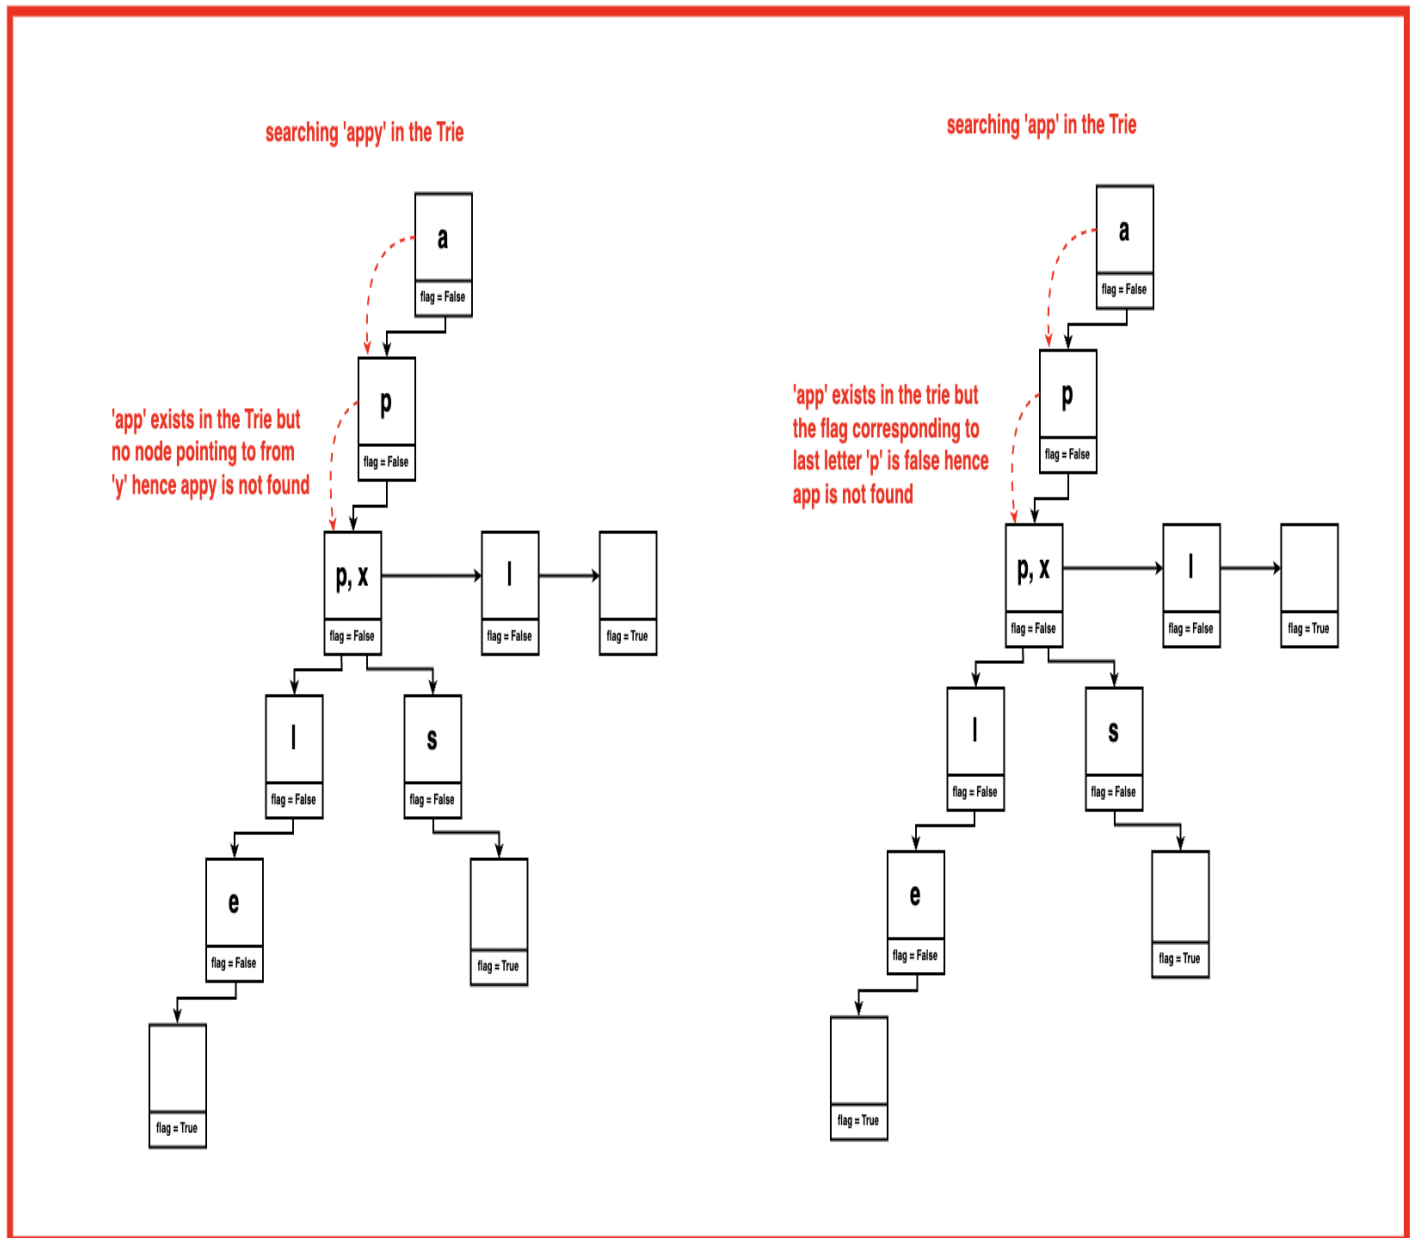 searching 'appy' in the Trie
a
flag = False
p
flag = False
'app' exists in the Trie but
no node pointing to from
'y' hence appy is not found
p, x
flag = False
l
flag = False
flag = True
l
flag = False
s
flag = False
e
flag = False
flag = True
flag = True
searching 'app' in the Trie
a
flag = False
p
flag = False
'app' exists in the trie but
the flag corresponding to
last letter 'p' is false hence
app is not found
p, x
flag = False
l
flag = False
flag = True
l
flag = False
s
flag = False
e
flag = False
flag = True
flag = True